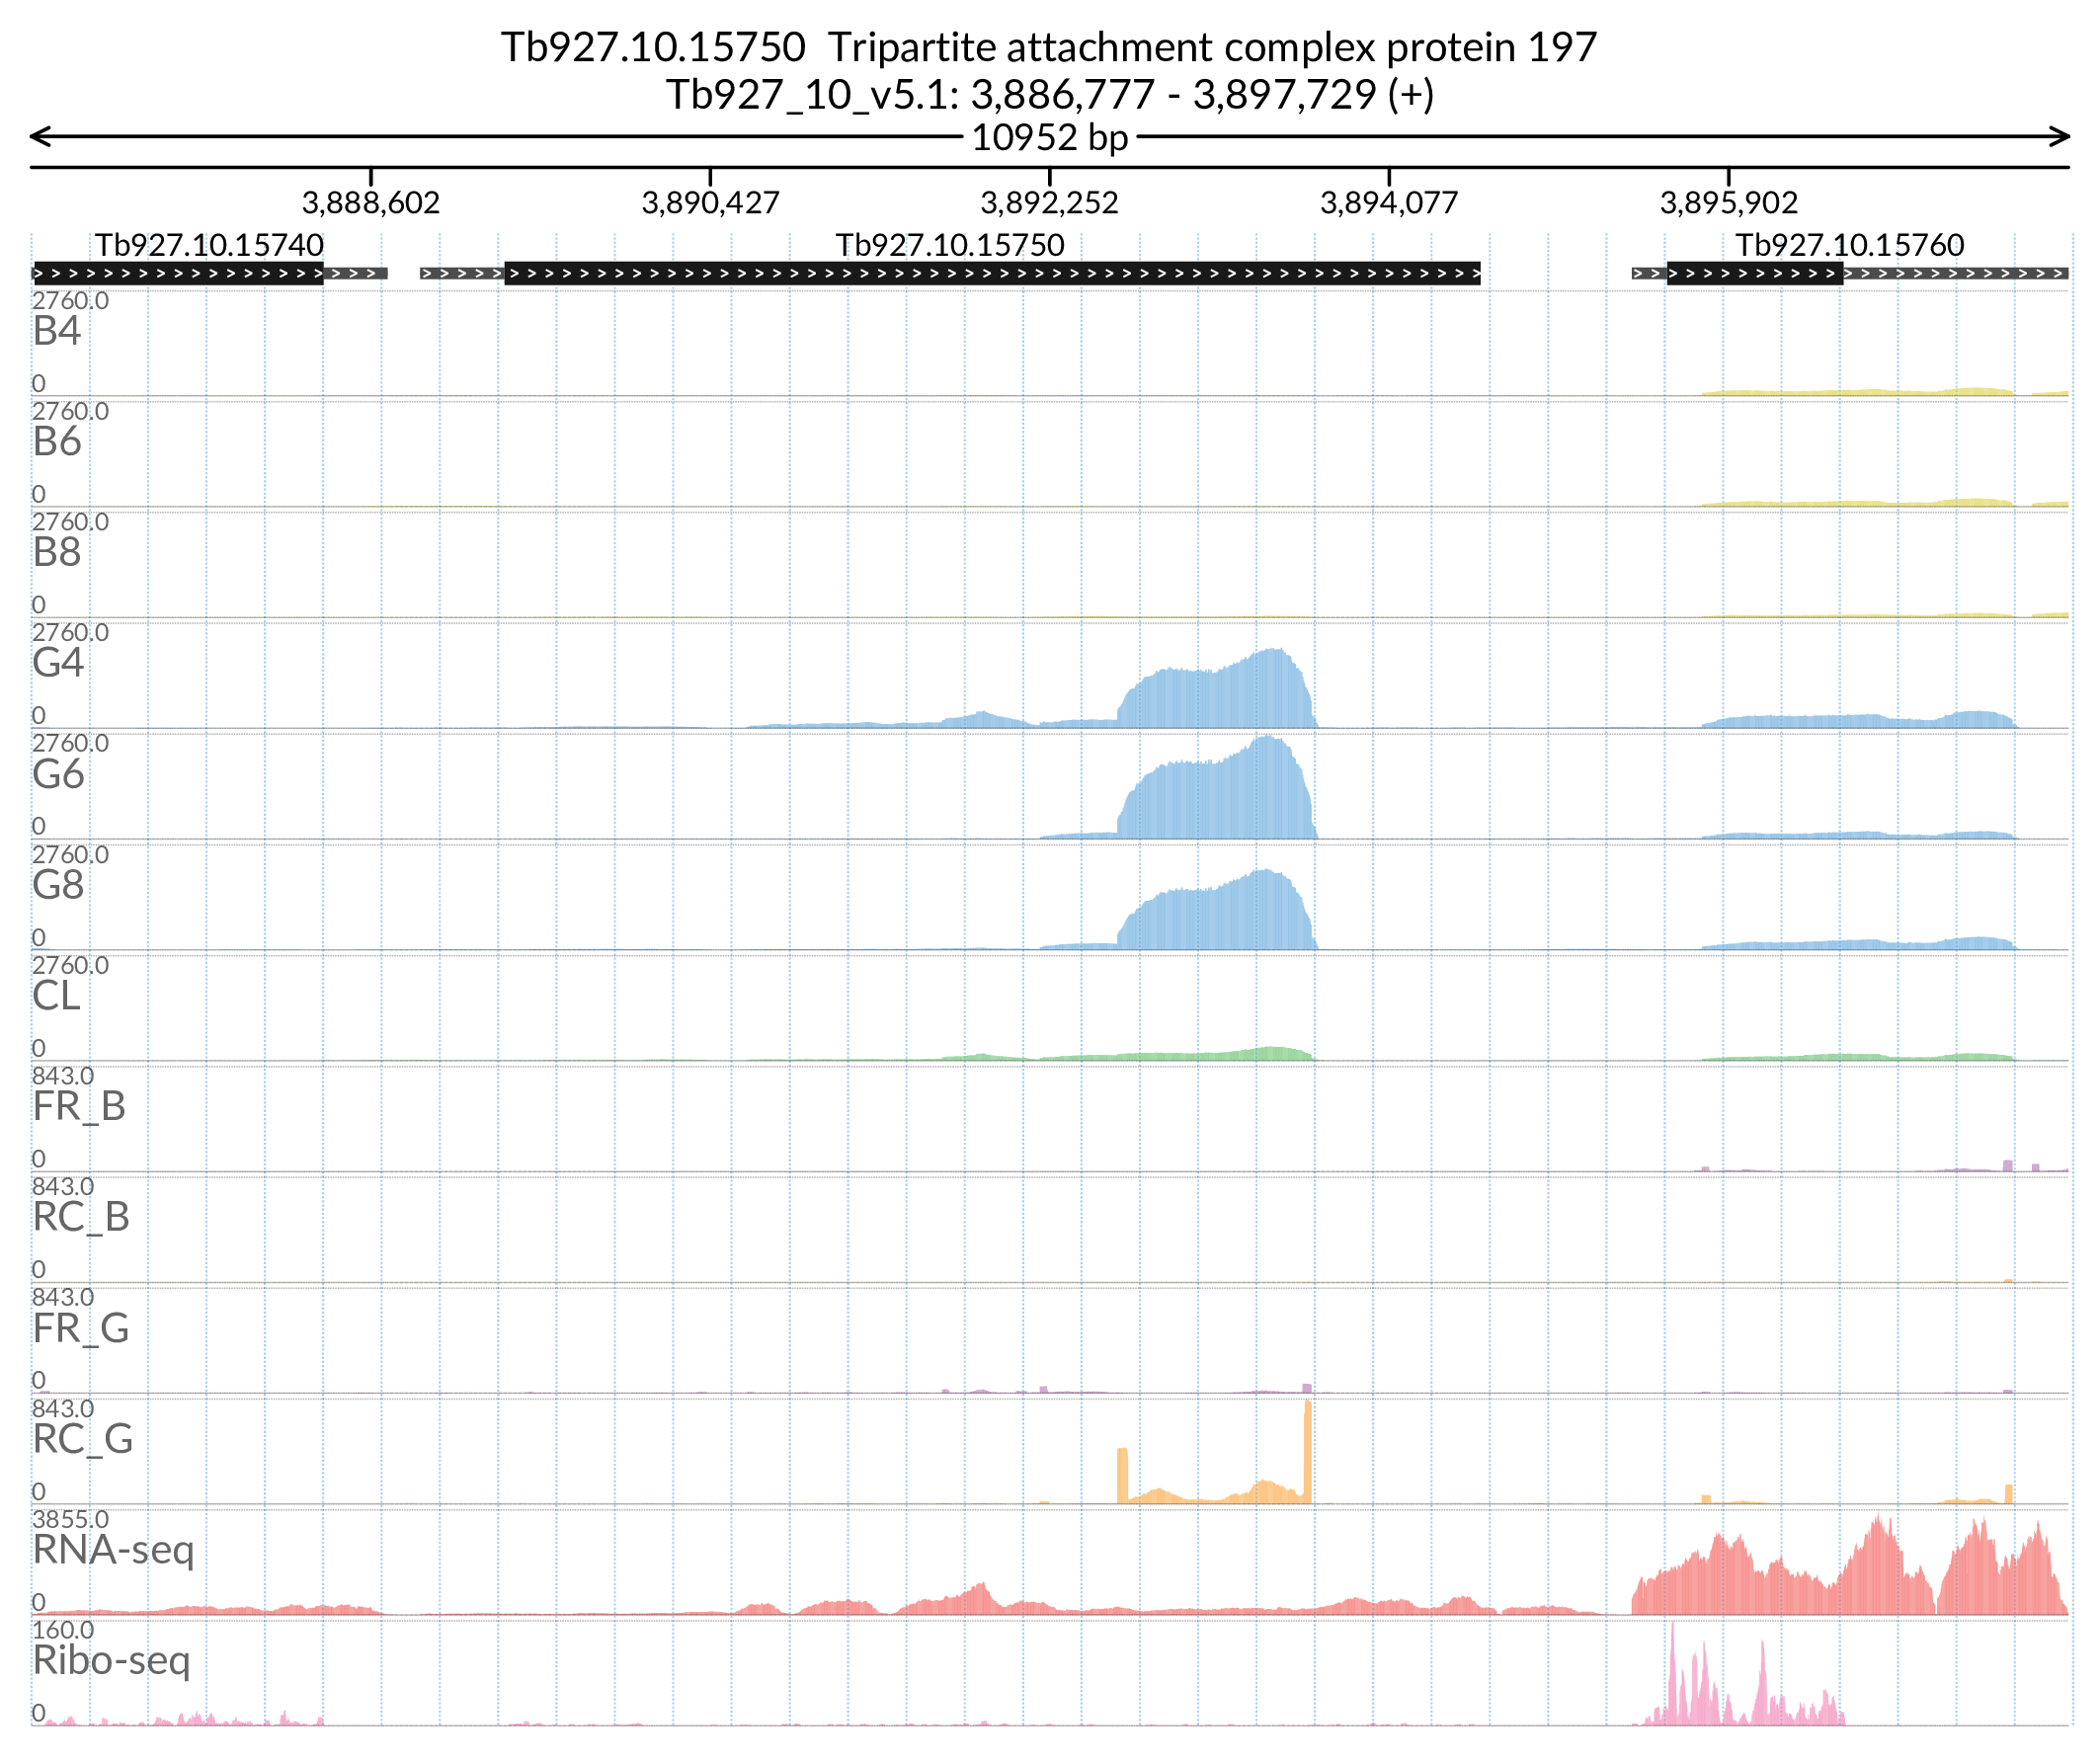 Tb927.10.15750  Tripartite attachment complex protein 197
Tb927_10_v5.1: 3,886,777 - 3,897,729 (+)
10952 bp
3,888,602 3,890,427 3,892,252 3,894,077 3,895,902
Tb927.10.15740 Tb927.10.15750 Tb927.10.15760
2760.0
B4
0
2760.0
B6
0
2760.0
B8
0
2760.0
G4
0
2760.0
G6
0
2760.0
G8
0
2760.0
CL
0
843.0
FR_B
0
843.0
RC_B
0
843.0
FR_G
0
843.0
RC_G
0
3855.0
RNA-seq
0
160.0
Ribo-seq
0